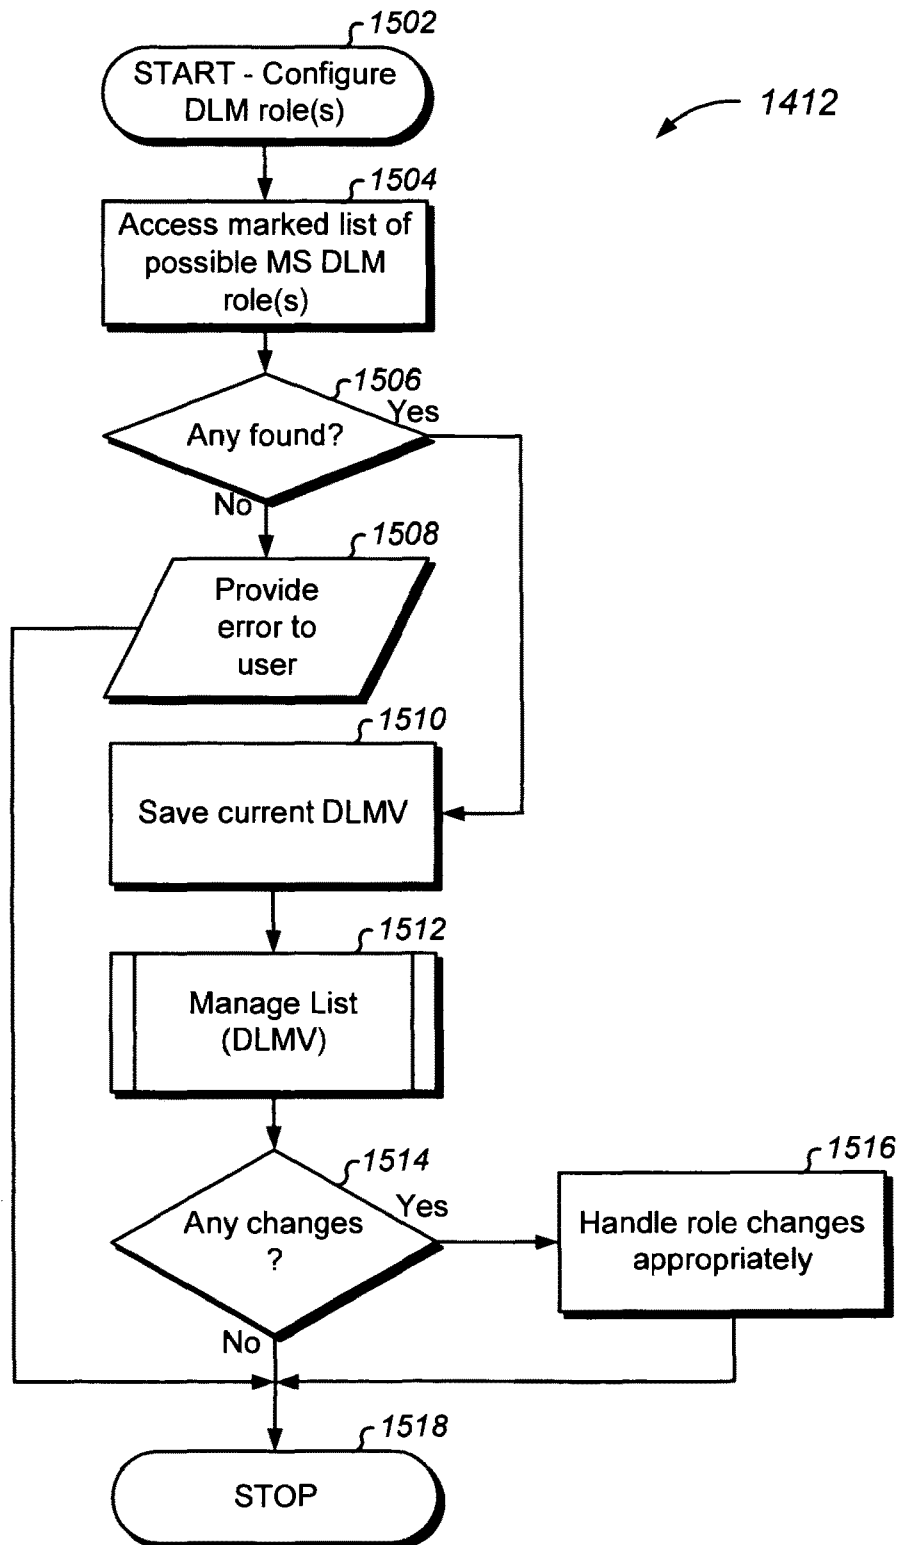 1502
START - Configure
DLM role(s)
1412
1504
Access marked list of
possible MS DLM
role(s)
1506
Yes
Any found?
No
1508
Provide
error to
user
1510
Save current DLMV
1512
Manage List
(DLMV)
1514
Yes
Any changes
?
No
1516
Handle role changes
appropriately
1518
STOP